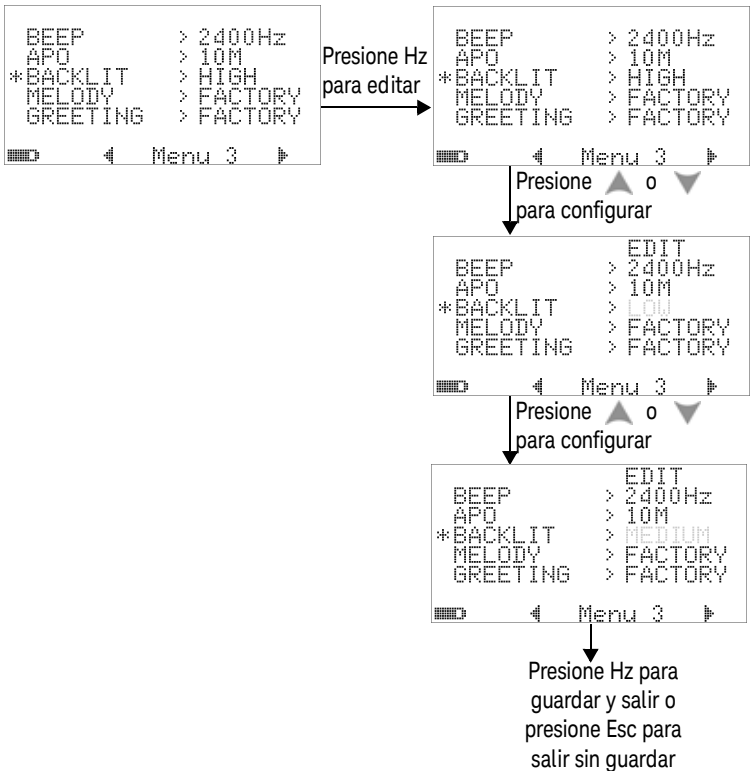 BEEP > 2400Hz
APO > 10M
*BACKLIT > HIGH
MELODY > FACTORY
GREETING > FACTORY
Menu 3
Presione Hz
para editar
BEEP > 2400Hz
APO > 10M
*BACKLIT > HIGH
MELODY > FACTORY
GREETING > FACTORY
Menu 3
Presione ▲ o ▼
para configurar
EDIT
BEEP > 2400Hz
APO > 10M
*BACKLIT > LOW
MELODY > FACTORY
GREETING > FACTORY
Menu 3
Presione ▲ o ▼
para configurar
EDIT
BEEP > 2400Hz
APO > 10M
*BACKLIT > MEDIUM
MELODY > FACTORY
GREETING > FACTORY
Menu 3
Presione Hz para
guardar y salir o
presione Esc para
salir sin guardar